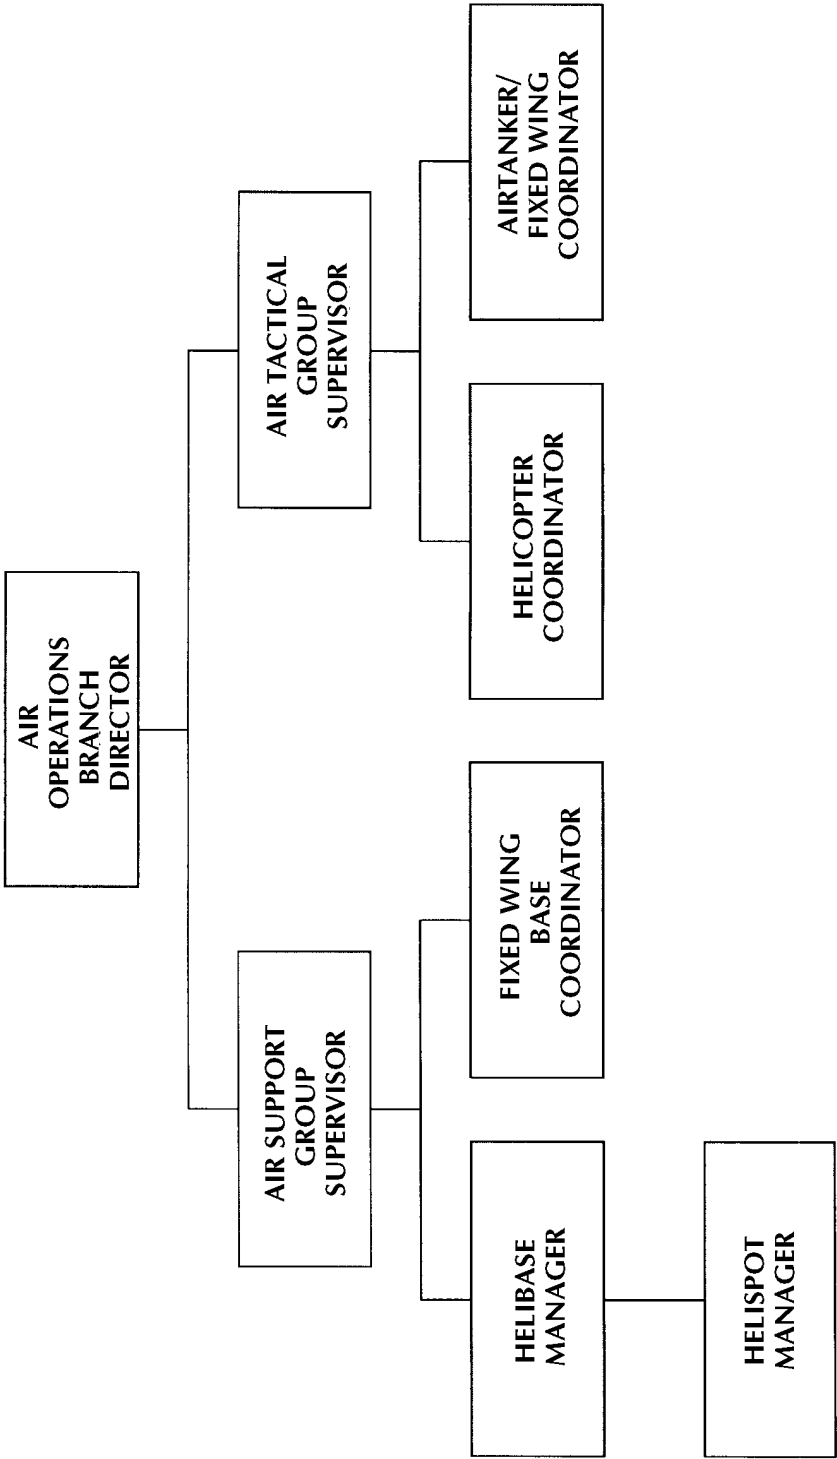 AIR
OPERATIONS
BRANCH
DIRECTOR
AIR SUPPORT
GROUP
SUPERVISOR
AIR TACTICAL
GROUP
SUPERVISOR
HELIBASE
MANAGER
FIXED WING
BASE
COORDINATOR
HELICOPTER
COORDINATOR
AIRTANKER/
FIXED WING
COORDINATOR
HELISPOT
MANAGER